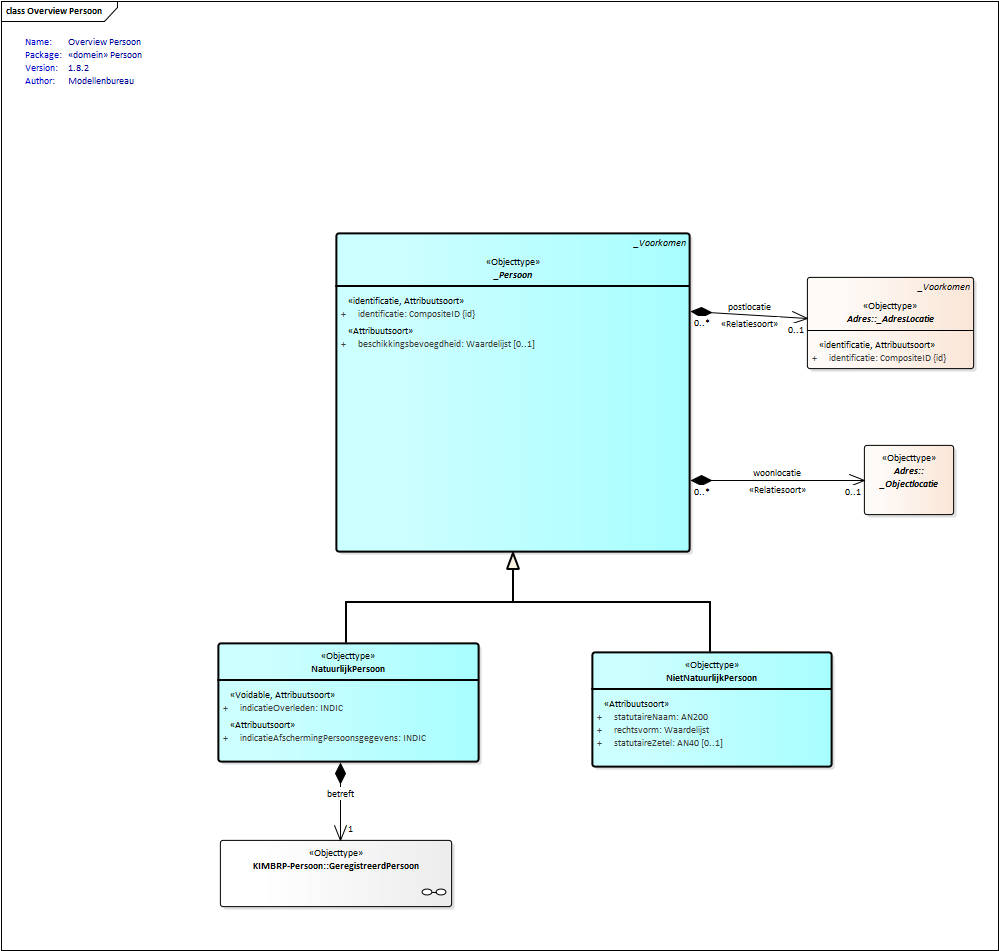 class Overview Persoon
Name: Overview Persoon
Package: «domein» Persoon
Version: 1.8.2
Author: Modellenbureau
_Voorkomen
«Objecttype»
_Persoon
«identificatie, Attribuutsoort»
+ identificatie: CompositeID {id}
«Attribuutsoort»
+ beschikkingsbevoegdheid: Waardelijst [0..1]
postlocatie
0..*
«Relatiesoort»
0..1
_Voorkomen
«Objecttype»
Adres::_AdresLocatie
«identificatie, Attribuutsoort»
+ identificatie: CompositeID {id}
woonlocatie
0..*
«Relatiesoort»
0..1
«Objecttype»
Adres::
_Objectlocatie
«Objecttype»
NatuurlijkPersoon
«Voidable, Attribuutsoort»
+ indicatieOverleden: INDIC
«Attribuutsoort»
+ indicatieAfschermingPersoonsgegevens: INDIC
«Objecttype»
NietNatuurlijkPersoon
«Attribuutsoort»
+ statutaireNaam: AN200
+ rechtsvorm: Waardelijst
+ statutaireZetel: AN40 [0..1]
betreft
1
«Objecttype»
KIMBRP-Persoon::GeregistreerdPersoon